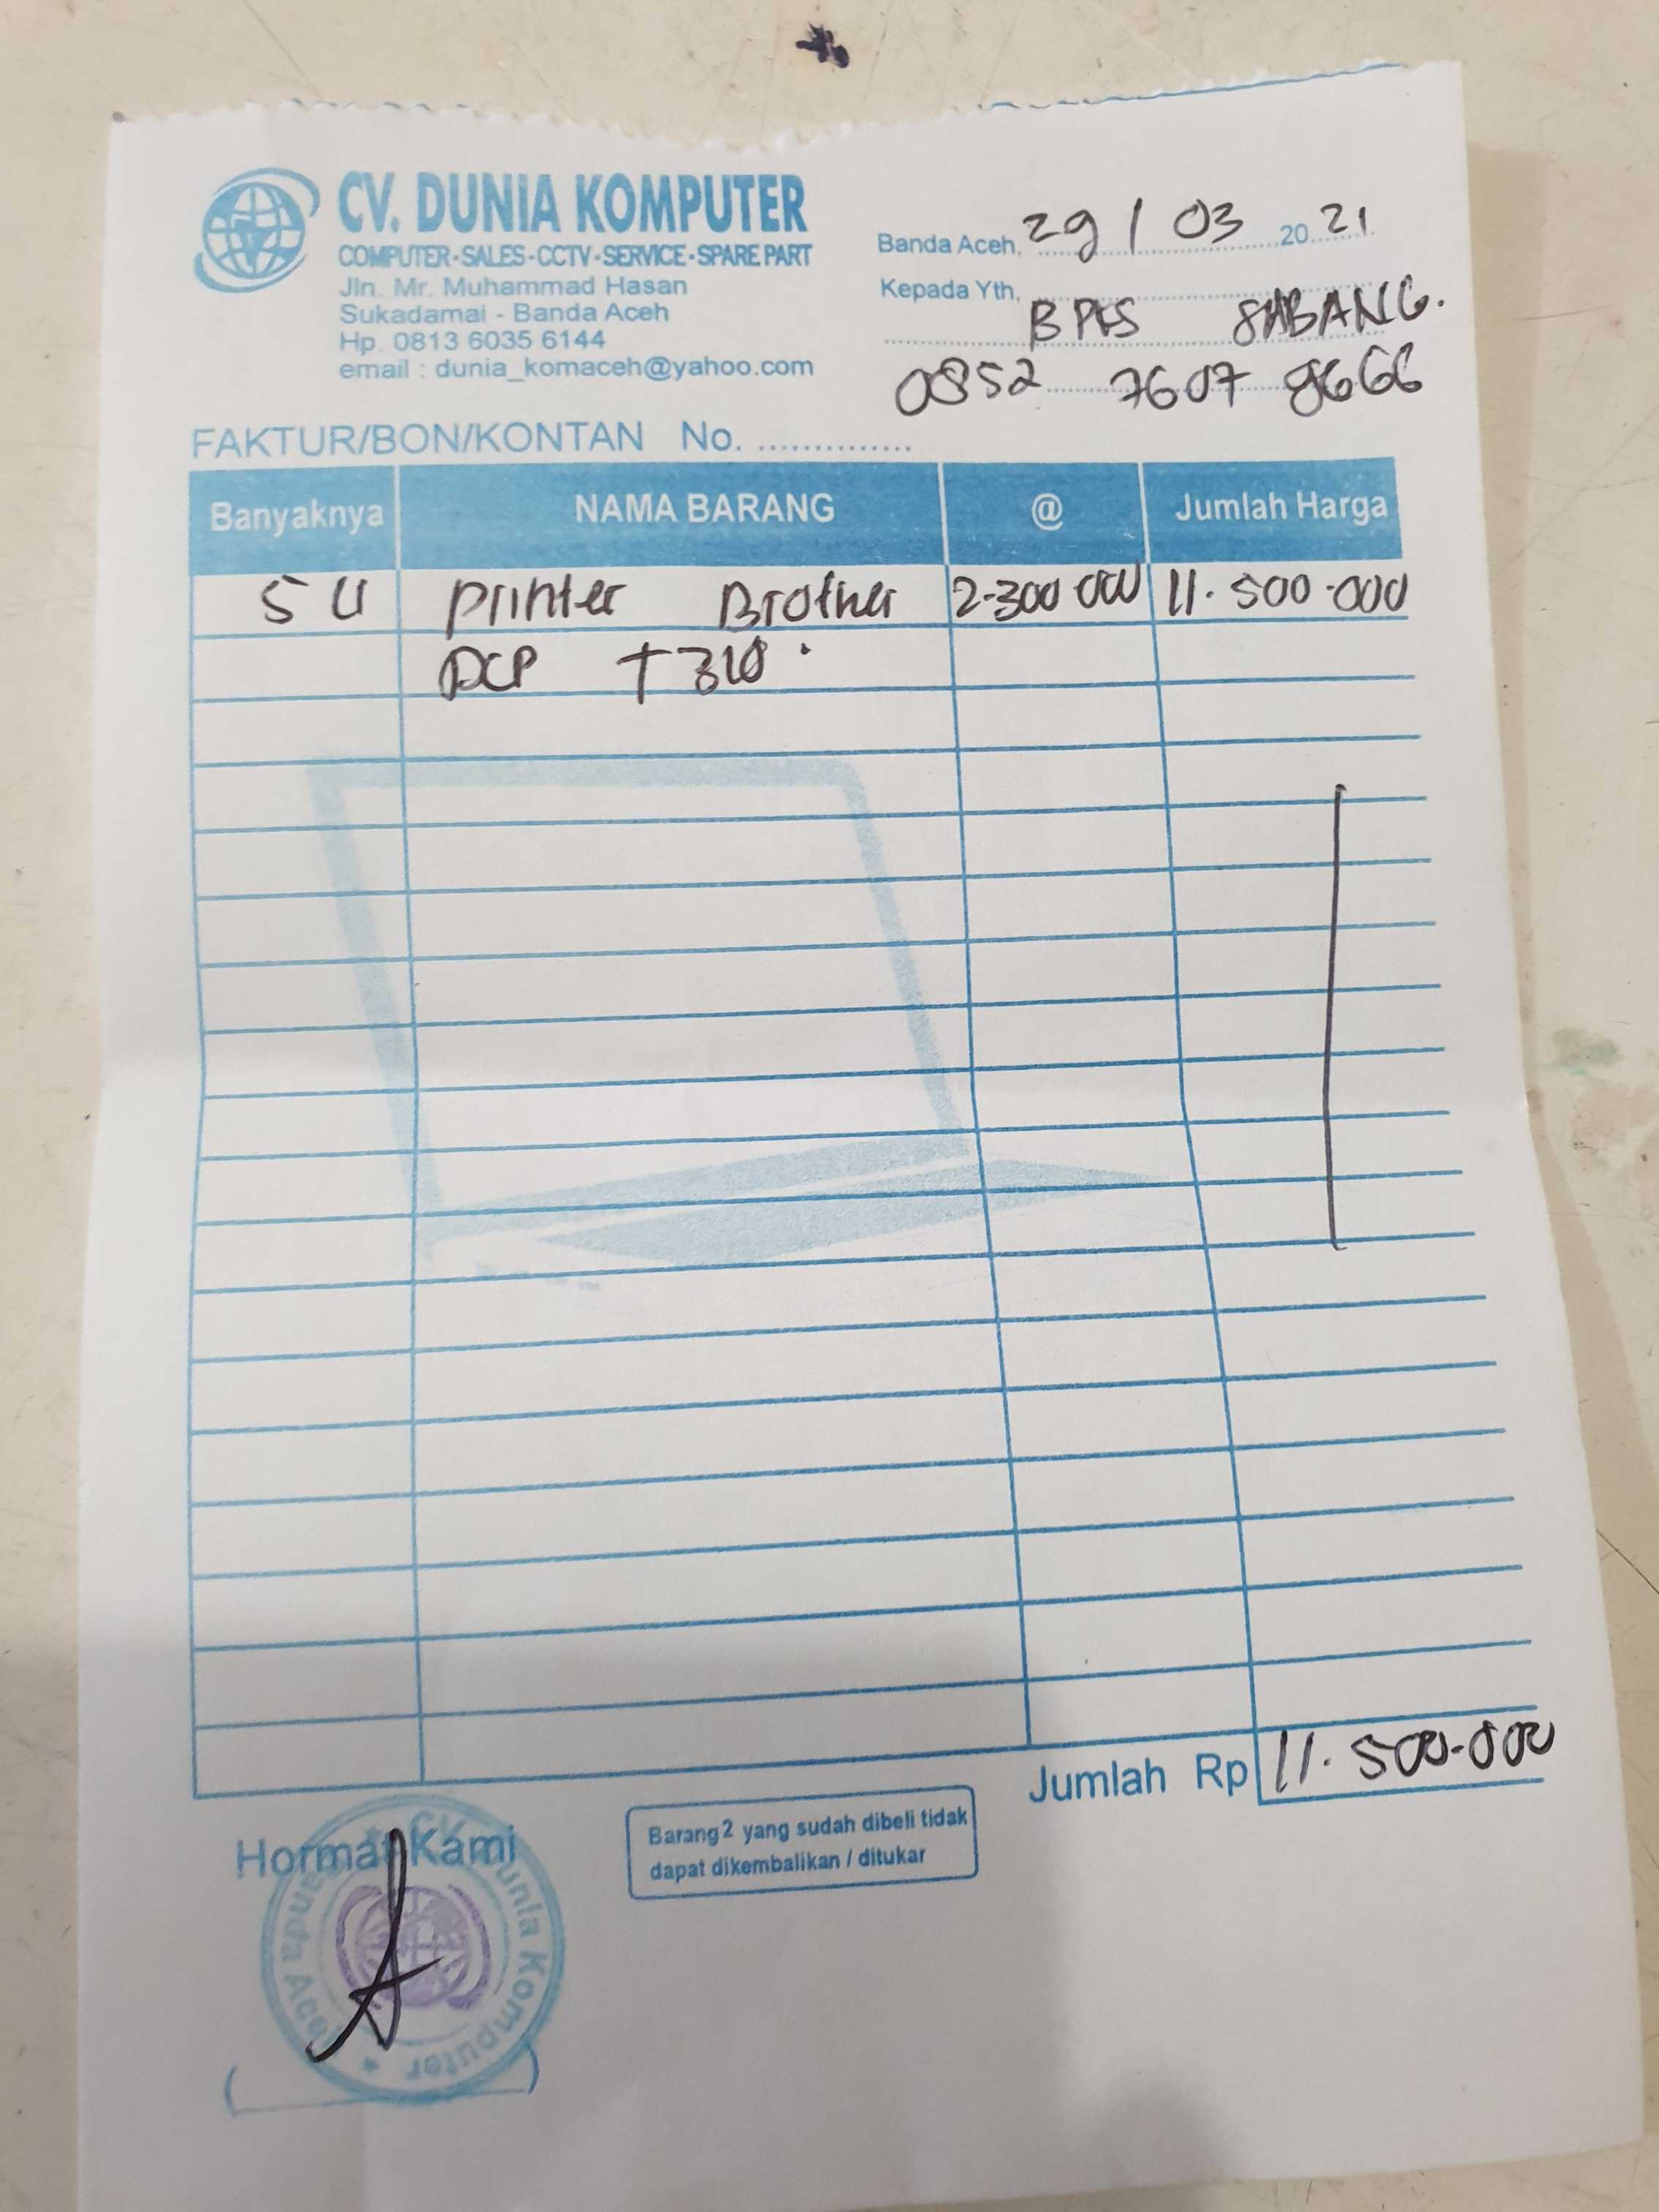 CV. DUNIA KOMPUTER
COMPUTER - SALES - CCTV - SERVICE - SPARE PART
Jln. Mr. Muhammad Hasan
Sukadamai - Banda Aceh
Hp. 0813 6035 6144
email : dunia_komaceh@yahoo.com
Banda Aceh, 29 / 03 20 21
Kepada Yth,
SABANG.
0852 7607 8666
FAKTUR/BON/KONTAN No. ..............
Banyaknya NAMA BARANG @ Jumlah Harga
5 U Printer Brother 2.300 000 11.500.000
DCP T310
Jumlah Rp 11.500.000
Hormat Kami
Barang2 yang sudah dibeli tidak
dapat dikembalikan / ditukar
CV. Dunia Komputer
Banda Aceh